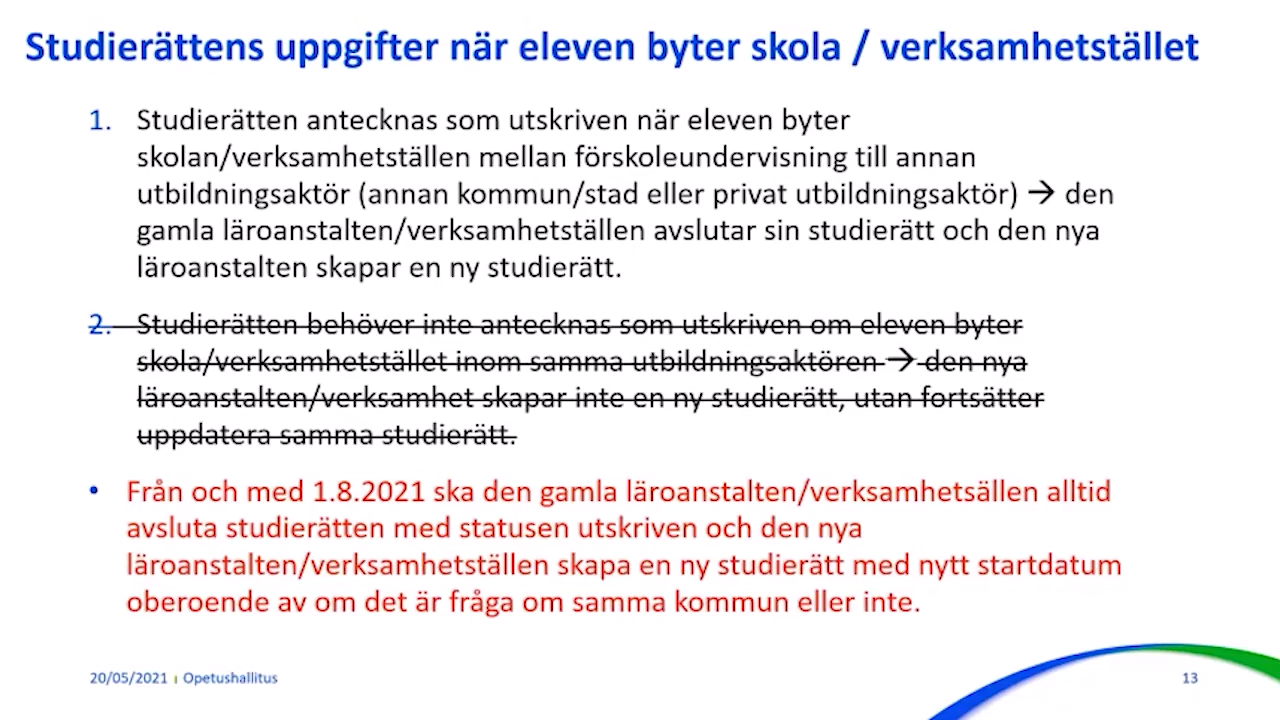 Studierättens uppgifter när eleven byter skola / verksamhetstället
1. Studierätten antecknas som utskriven när eleven byter
skolan/verksamhetställen mellan förskoleundervisning till annan
utbildningsaktör (annan kommun/stad eller privat utbildningsaktör) → den
gamla läroanstalten/verksamhetställen avslutar sin studierätt och den nya
läroanstalten skapar en ny studierätt.
2. Studierätten behöver inte antecknas som utskriven om eleven byter
skola/verksamhetstället inom samma utbildningsaktören → den nya
läroanstalten/verksamhet skapar inte en ny studierätt, utan fortsätter
uppdatera samma studierätt.
• Från och med 1.8.2021 ska den gamla läroanstalten/verksamhetsällen alltid
avsluta studierätten med statusen utskriven och den nya
läroanstalten/verksamhetställen skapa en ny studierätt med nytt startdatum
oberoende av om det är fråga om samma kommun eller inte.
20/05/2021 | Opetushallitus 13